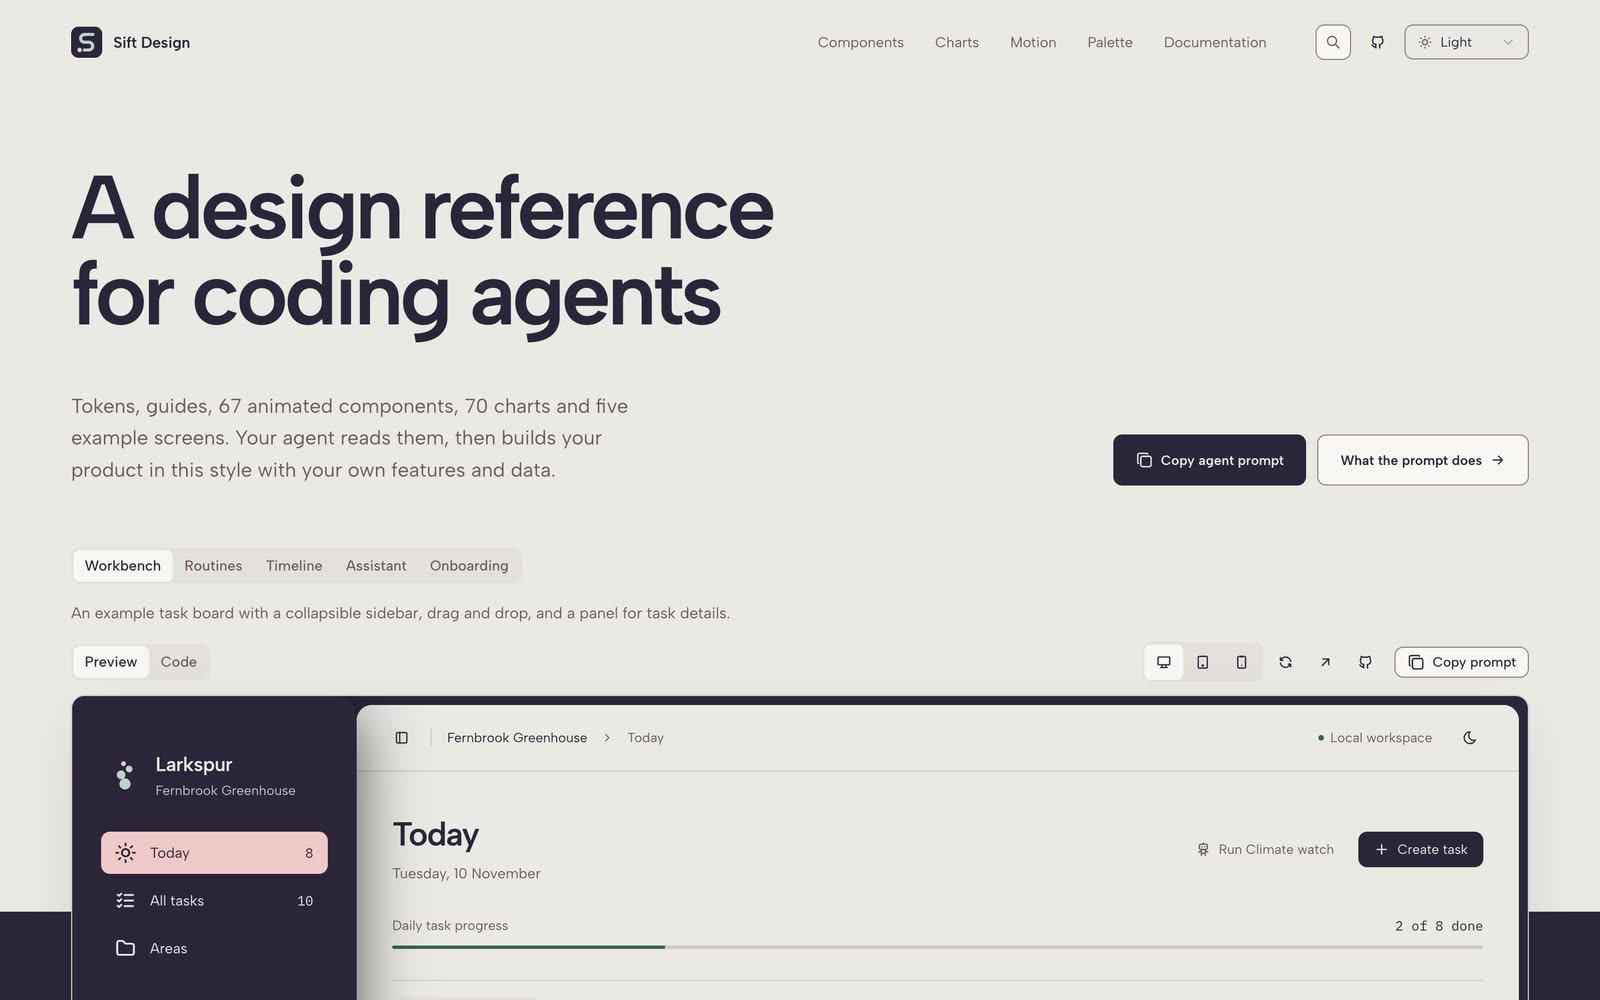 Sift Design
Components
Charts
Motion
Palette
Documentation
Light
A design reference
for coding agents
Tokens, guides, 67 animated components, 70 charts and five
example screens. Your agent reads them, then builds your
product in this style with your own features and data.
Copy agent prompt
What the prompt does
Workbench
Routines
Timeline
Assistant
Onboarding
An example task board with a collapsible sidebar, drag and drop, and a panel for task details.
Preview
Code
Copy prompt
Larkspur
Fernbrook Greenhouse
Today 8
All tasks 10
Areas
Fernbrook Greenhouse
Today
Local workspace
Today
Tuesday, 10 November
Run Climate watch
Create task
Daily task progress
2 of 8 done